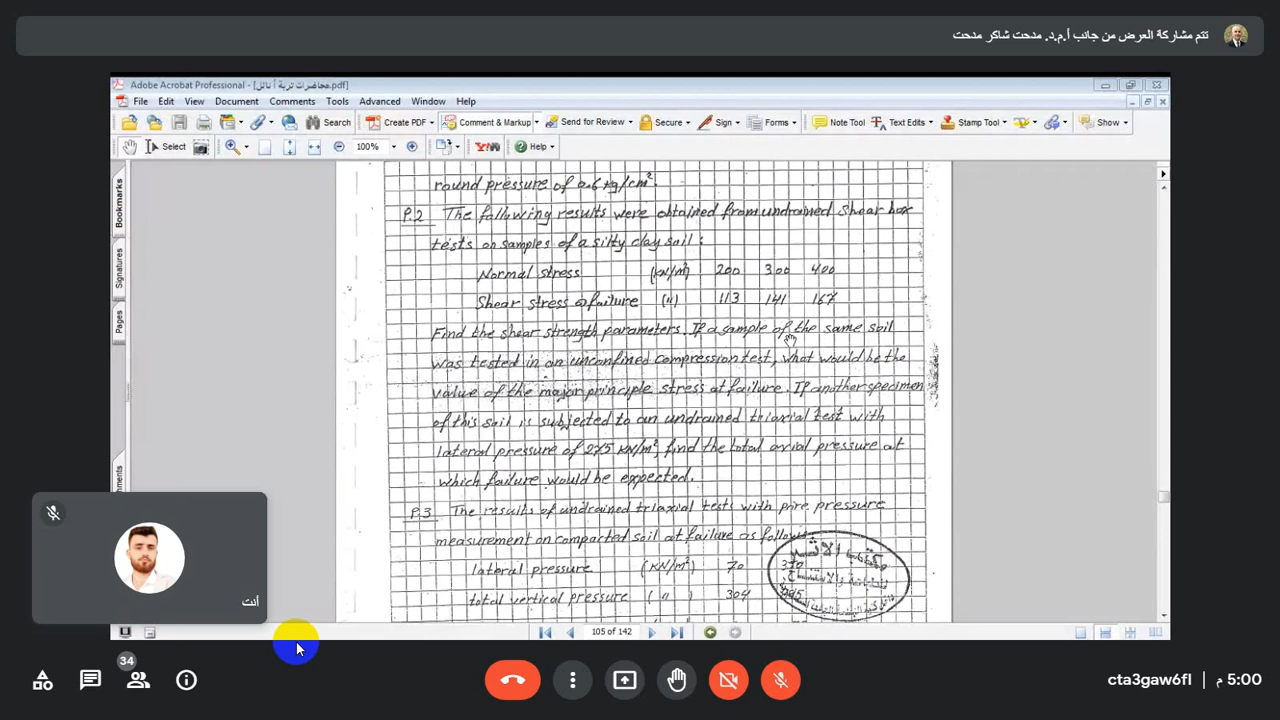 تتم مشاركة العرض من جانب أ.م.د. مدحت شاكر مدحت
Adobe Acrobat Professional - [محاضرات تربة أ نائل.pdf]
File Edit View Document Comments Tools Advanced Window Help
Search Create PDF Comment & Markup Send for Review Secure Sign Forms Note Tool Text Edits Stamp Tool Show
Select 100% Help
Bookmarks
Signatures
Pages
round pressure of 0.6 kg/cm².
P.2 The following results were obtained from undrained shear box
tests on samples of a silty clay soil:
Normal stress (kN/m²) 200 300 400
Shear stress @ failure (") 113 141 167
Find the shear strength parameters. If a sample of the same soil
was tested in an unconfined compression test, what would be the
value of the major principle stress at failure. If another specimen
of this soil is subjected to an undrained triaxial test with
lateral pressure of 275 kN/m², find the total axial pressure at
which failure would be expected.
P.3 The results of undrained triaxial tests with pore pressure
measurement on compacted soil at failure as follow
lateral pressure (kN/m²) 70 370
total vertical pressure ( " ) 304
105 of 142
أنت
34
cta3gaw6fl
5:00 م